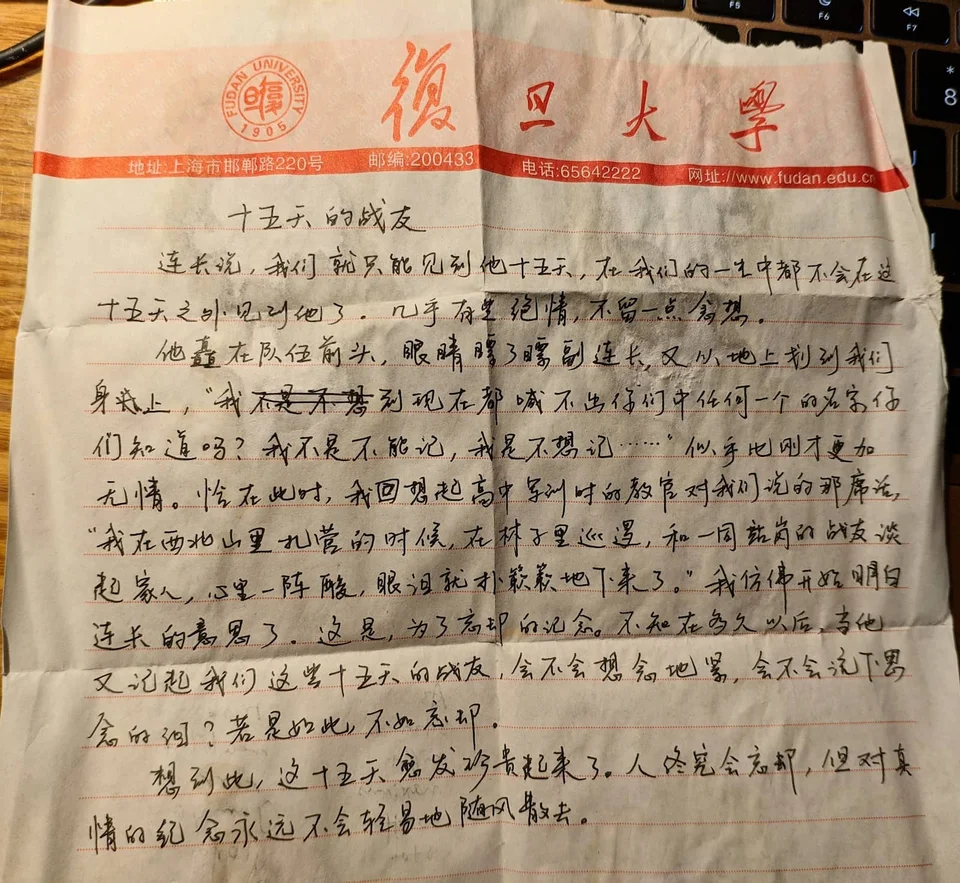 F5
F6
F7
*
8
FUDAN UNIVERSITY
1905
復旦大學
地址:上海市邯郸路220号 邮编:200433 电话:65642222 网址://www.fudan.edu.cn
十五天的战友
连长说,我们就只能见到他十五天,在我们的一生中都不会在这
十五天之外见到他了。几乎有些绝情,不留一点念想。
他矗在队伍前头,眼睛瞟了瞟副连长,又从地上划到我们
身上,“我不是不想到现在都喊不出你们中任何一个的名字你
们知道吗?我不是不能记,我是不想记……”似乎比刚才更加
无情。恰在此时,我回想起高中军训时的教官对我们说的那席话,
“我在西北山里扎营的时候,在林子里巡逻,和一同站岗的战友谈
起家人,心里一阵酸,眼泪就扑簌簌地下来了。”我仿佛开始明白
连长的意思了。这是,为了忘却的记念。不知在多久以后,当他
又记起我们这些十五天的战友,会不会想念地紧,会不会流下思
念的泪?若是如此,不如忘却。
想到此,这十五天愈发珍贵起来了。人终究会忘却,但对真
情的纪念永远不会轻易地随风散去。